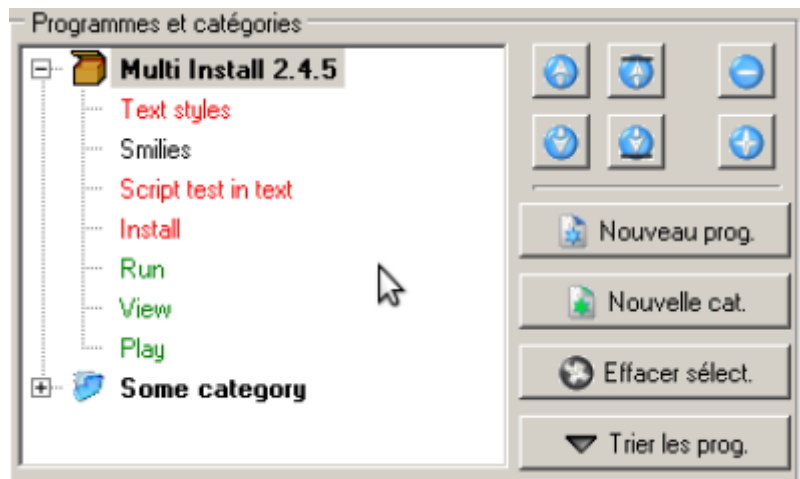 Programmes et catégories
Multi Install 2.4.5
Text styles
Smilies
Script test in text
Install
Run
View
Play
Some category
Nouveau prog.
Nouvelle cat.
Effacer sélect.
Trier les prog.